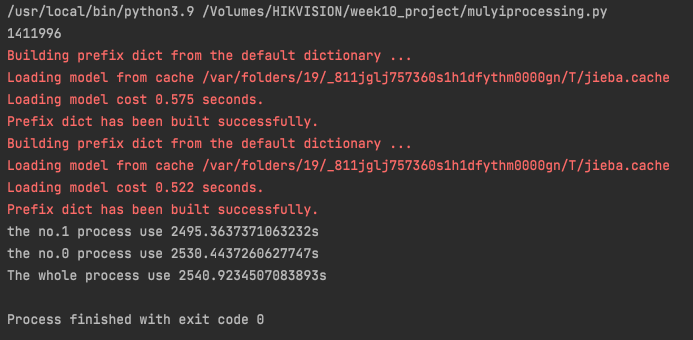 /usr/local/bin/python3.9 /Volumes/HIKVISION/week10_project/mulyiprocessing.py
1411996
Building prefix dict from the default dictionary ...
Loading model from cache /var/folders/19/_811jglj757360s1h1dfythm0000gn/T/jieba.cache
Loading model cost 0.575 seconds.
Prefix dict has been built successfully.
Building prefix dict from the default dictionary ...
Loading model from cache /var/folders/19/_811jglj757360s1h1dfythm0000gn/T/jieba.cache
Loading model cost 0.522 seconds.
Prefix dict has been built successfully.
the no.1 process use 2495.3637371063232s
the no.0 process use 2530.4437260627747s
The whole process use 2540.9234507083893s
Process finished with exit code 0